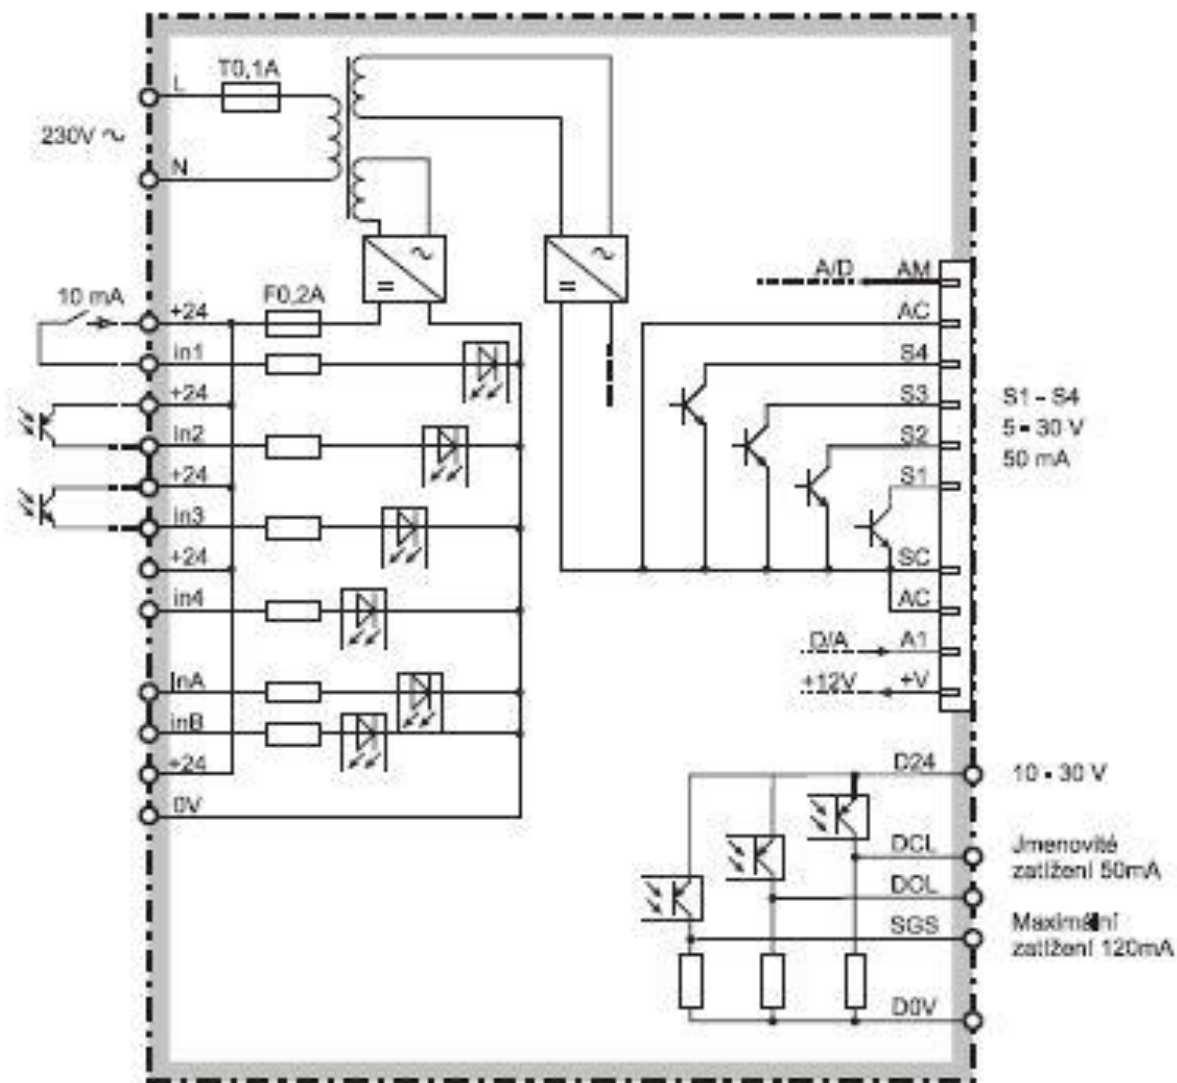 T0,1A
L
230V ~
N
~
=
~
=
10 mA
+24
F0,2A
in1
+24
in2
+24
in3
+24
in4
InA
inB
+24
0V
A/D
AM
AC
S4
S3
S2
S1
SC
AC
D/A
A1
+12V
+V
S1 - S4
5 - 30 V
50 mA
D24
10 - 30 V
DCL
Jmenovité
zatížení 50mA
DOL
SGS
Maximální
zatížení 120mA
D0V